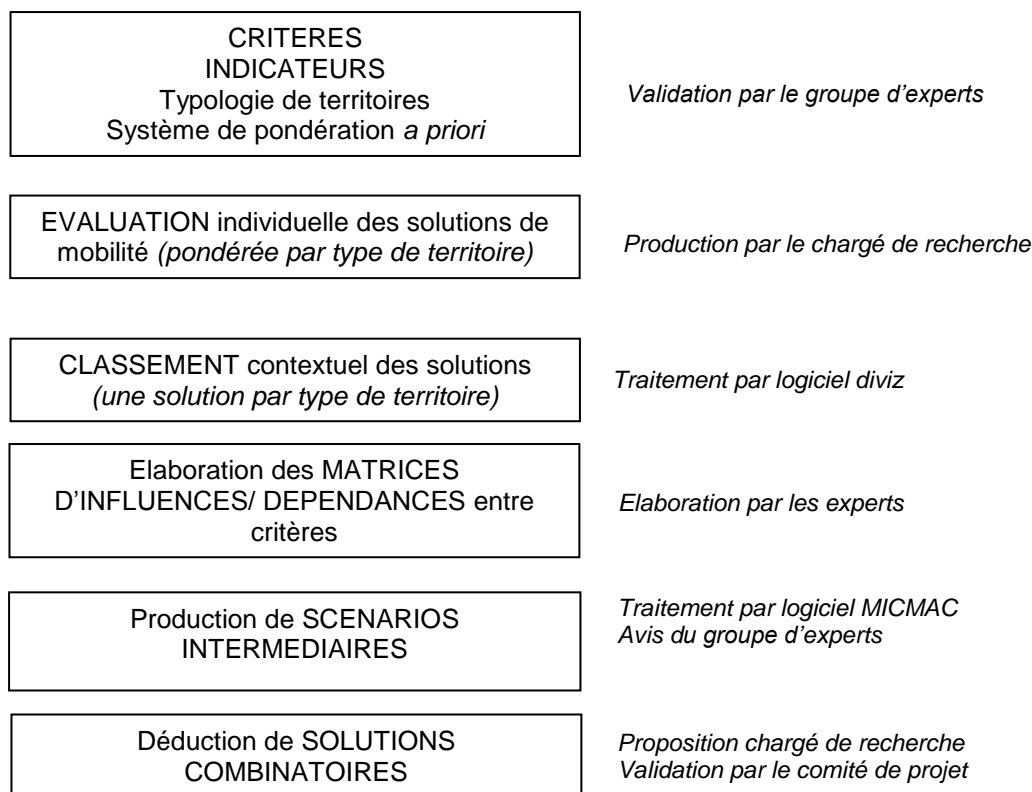 CRITERES
INDICATEURS
Typologie de territoires
Système de pondération a priori
Validation par le groupe d'experts
EVALUATION individuelle des solutions de
mobilité (pondérée par type de territoire)
Production par le chargé de recherche
CLASSEMENT contextuel des solutions
(une solution par type de territoire)
Traitement par logiciel diviz
Elaboration des MATRICES
D'INFLUENCES/ DEPENDANCES entre
critères
Elaboration par les experts
Production de SCENARIOS
INTERMEDIAIRES
Traitement par logiciel MICMAC
Avis du groupe d'experts
Déduction de SOLUTIONS
COMBINATOIRES
Proposition chargé de recherche
Validation par le comité de projet